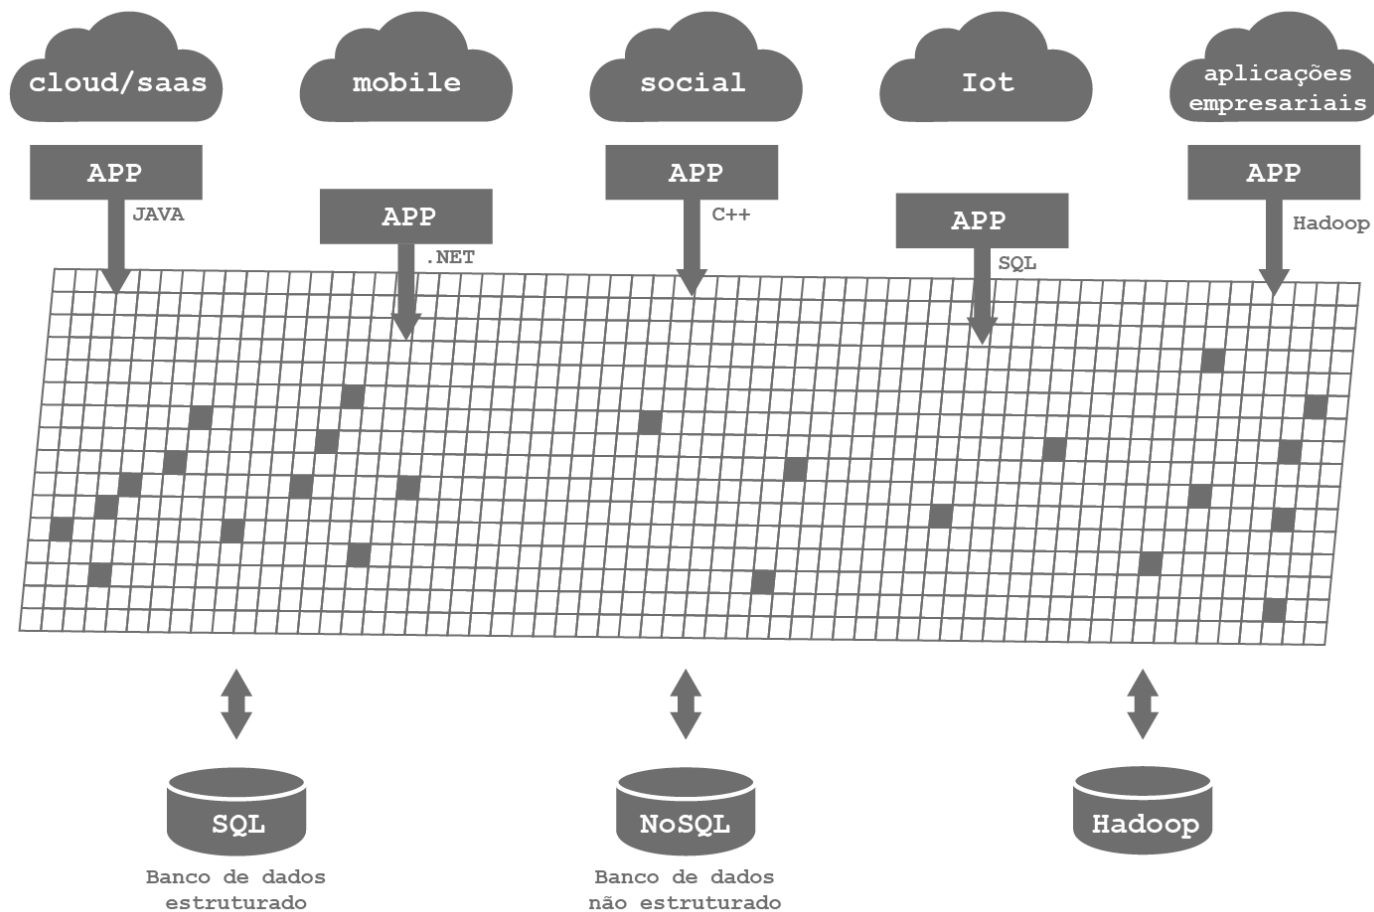 cloud/saas
mobile
social
Iot
aplicações
empresariais
APP
JAVA
APP
.NET
APP
C++
APP
SQL
APP
Hadoop
SQL
Banco de dados
estruturado
NoSQL
Banco de dados
não estruturado
Hadoop